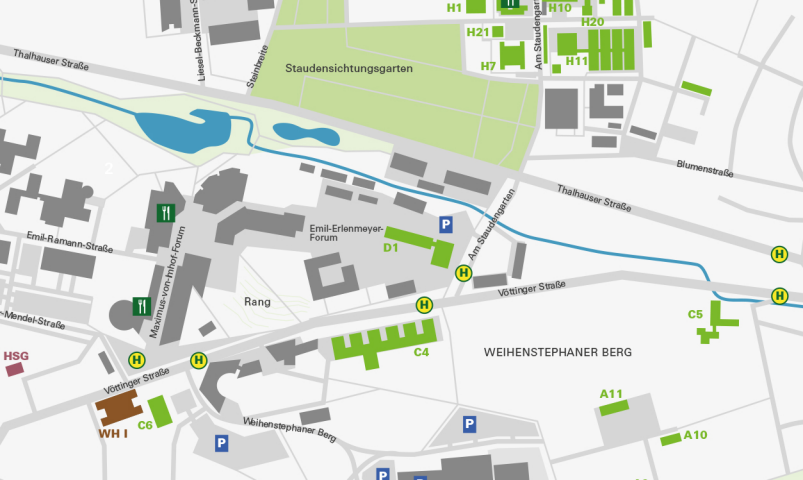 H1
H10
H20
H21
H7
H11
Am Staudengart
Liesel-Beckmann-S
Steinbreite
Thalhauser Straße
Staudensichtungsgarten
Blumenstraße
Thalhauser Straße
2
P
Emil-Erlenmeyer-
Forum
D1
Am Staudengarten
Emil-Ramann-Straße
Maximus-von-Imhof-Forum
H
H
Vöttinger Straße
H
H
Rang
-Mendel-Straße
C5
HSG
H
H
C4
WEIHENSTEPHANER BERG
Vöttinger Straße
A11
WH I
C6
Weihenstephaner Berg
P
P
A10
P
P